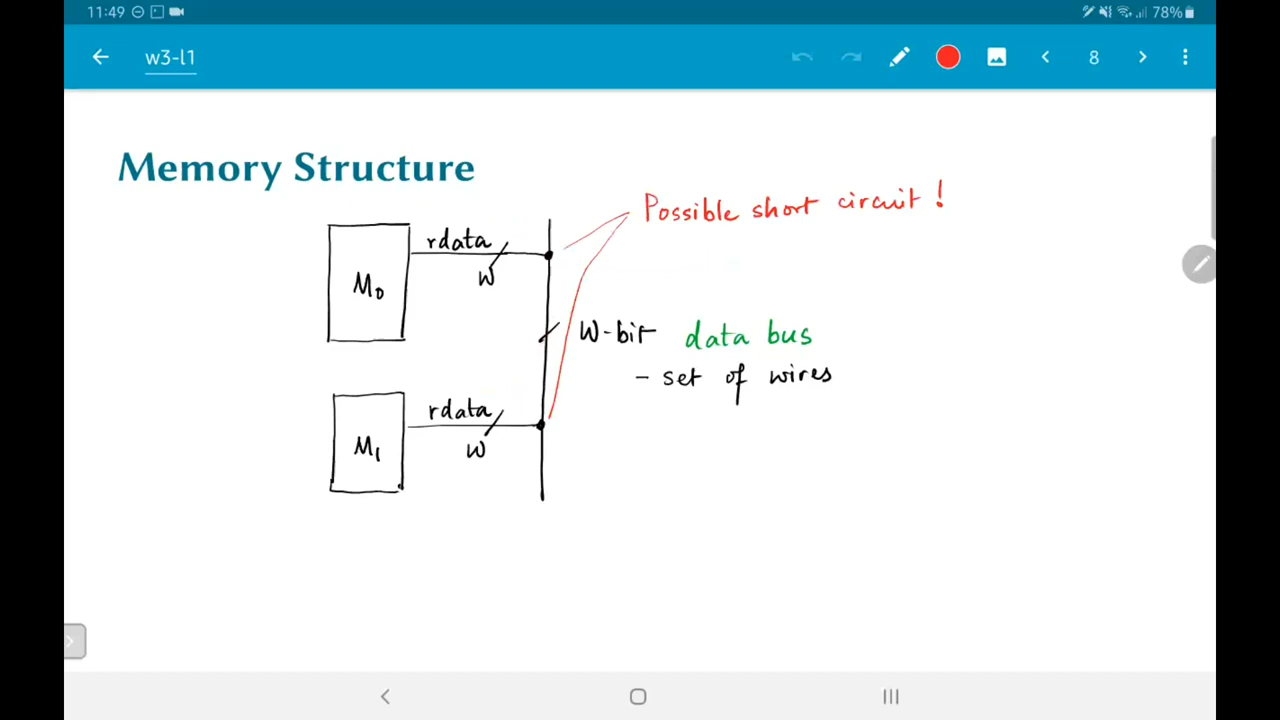 11:49
78%
w3-l1
8
Memory Structure
Possible short circuit !
rdata
W
M0
W-bit data bus
- set of wires
rdata
W
M1